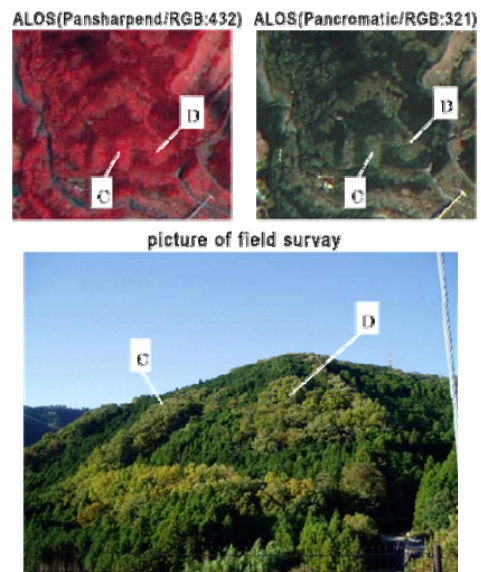 ALOS(Pansharpend/RGB:432) ALOS(Pancromatic/RGB:321)
D
C
D
C
picture of field survay
C
D